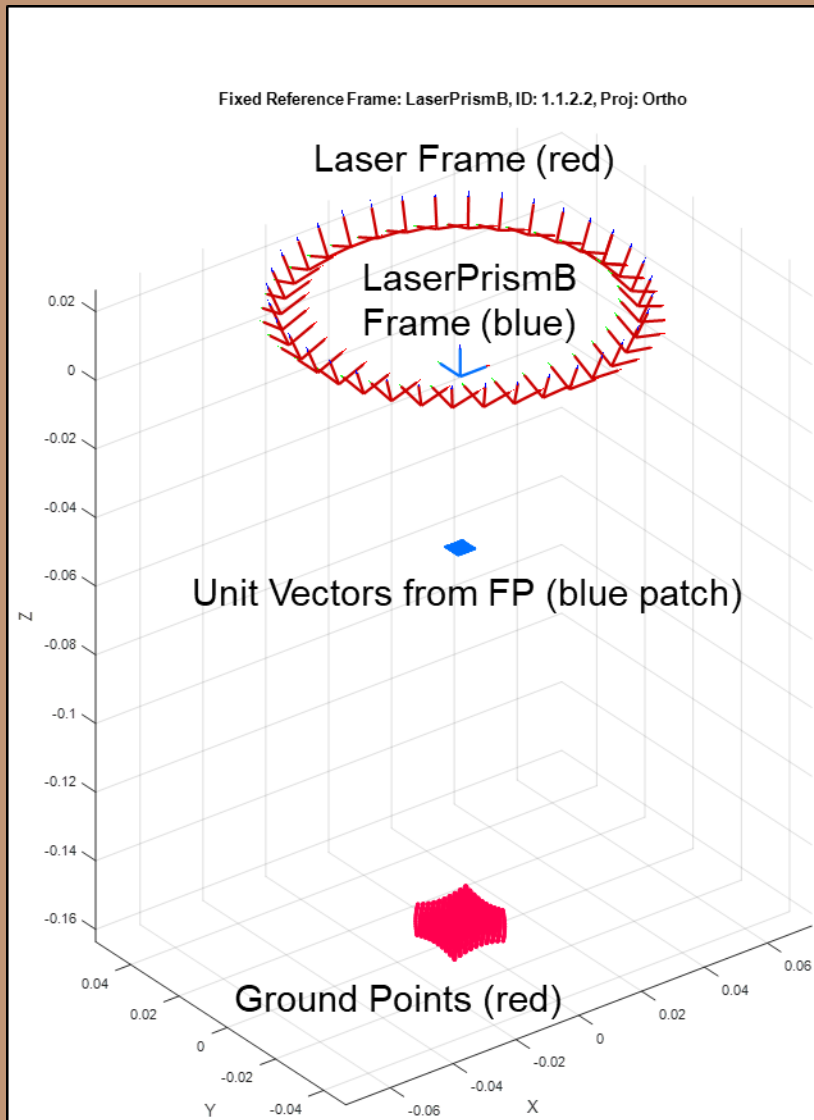 Fixed Reference Frame: LaserPrismB, ID: 1.1.2.2, Proj: Ortho
Laser Frame (red)
LaserPrismB
Frame (blue)
0.02
0
-0.02
-0.04
-0.06
-0.08
-0.1
-0.12
-0.14
-0.16
Z
Unit Vectors from FP (blue patch)
Ground Points (red)
0.04
0.02
0
-0.02
-0.04
Y
-0.06
-0.04
-0.02
0
0.02
0.04
0.06
X